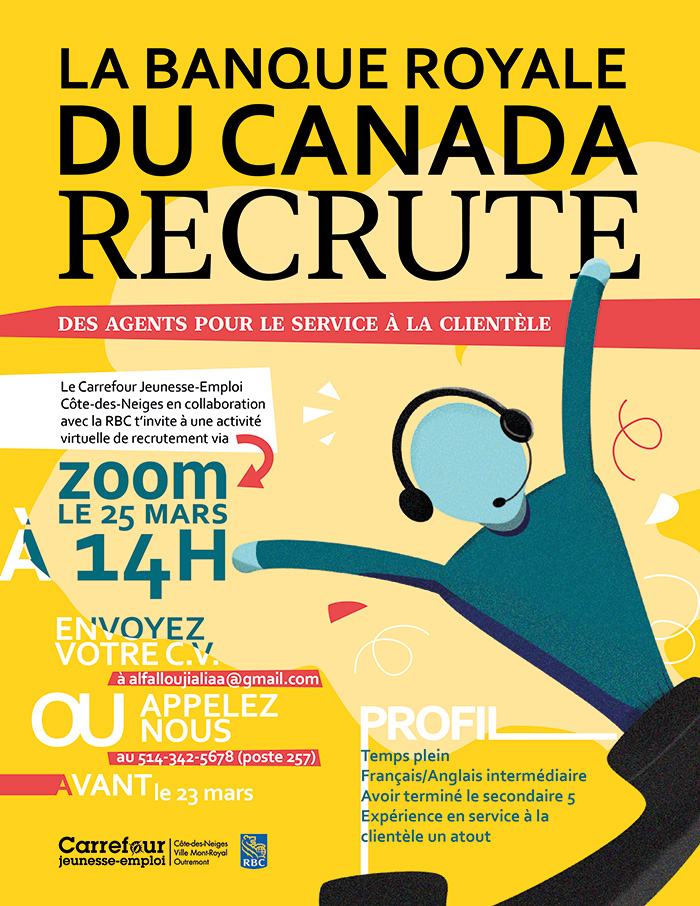 LA BANQUE ROYALE
DU CANADA
RECRUTE
DES AGENTS POUR LE SERVICE À LA CLIENTÈLE
Le Carrefour Jeunesse-Emploi
Côte-des-Neiges en collaboration
avec la RBC t'invite à une activité
virtuelle de recrutement via
zoom
LE 25 MARS
À 14H
ENVOYEZ
VOTRE C.V.
à alfalloujialiaa@gmail.com
OU APPELEZ
NOUS
au 514-342-5678 (poste 257)
AVANT le 23 mars
PROFIL
Temps plein
Français/Anglais intermédiaire
Avoir terminé le secondaire 5
Expérience en service à la
clientèle un atout
Carrefour
jeunesse-emploi
Côte-des-Neiges
Ville Mont-Royal
Outremont
RBC